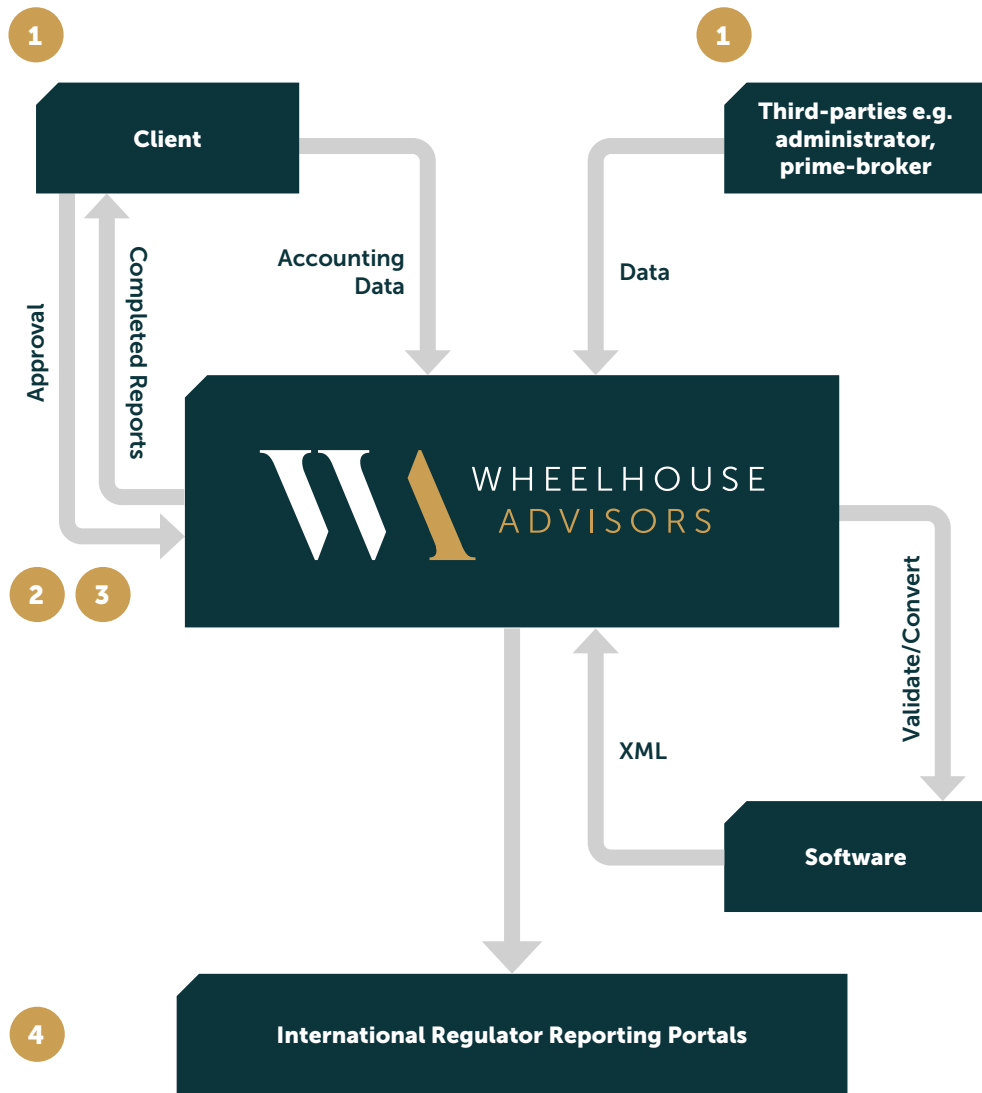 1
1
Client
Third-parties e.g.
administrator,
prime-broker
Accounting
Data
Data
Approval
Completed Reports
WA
WHEELHOUSE
ADVISORS
2
3
Validate/Convert
XML
Software
4
International Regulator Reporting Portals